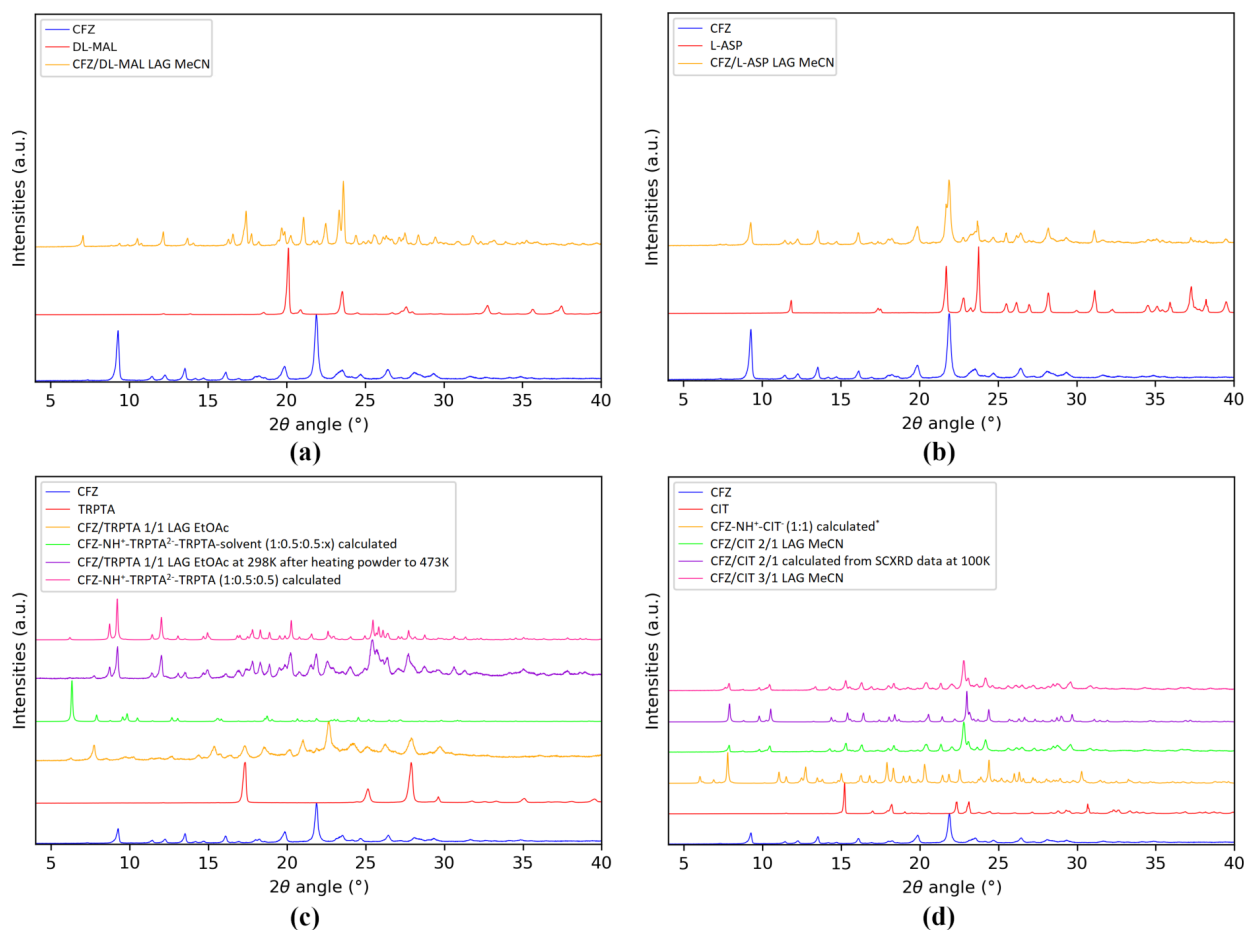 CFZ
DL-MAL
CFZ/DL-MAL LAG MeCN
Intensities (a.u.)
5 10 15 20 25 30 35 40
2θ angle (°)
(a)
CFZ
L-ASP
CFZ/L-ASP LAG MeCN
Intensities (a.u.)
5 10 15 20 25 30 35 40
2θ angle (°)
(b)
CFZ
TRPTA
CFZ/TRPTA 1/1 LAG EtOAc
CFZ-NH⁺-TRPTA²⁻-TRPTA-solvent (1:0.5:0.5:x) calculated
CFZ/TRPTA 1/1 LAG EtOAc at 298K after heating powder to 473K
CFZ-NH⁺-TRPTA²⁻-TRPTA (1:0.5:0.5) calculated
Intensities (a.u.)
5 10 15 20 25 30 35 40
2θ angle (°)
(c)
CFZ
CIT
CFZ-NH⁺-CIT⁻ (1:1) calculated*
CFZ/CIT 2/1 LAG MeCN
CFZ/CIT 2/1 calculated from SCXRD data at 100K
CFZ/CIT 3/1 LAG MeCN
Intensities (a.u.)
5 10 15 20 25 30 35 40
2θ angle (°)
(d)